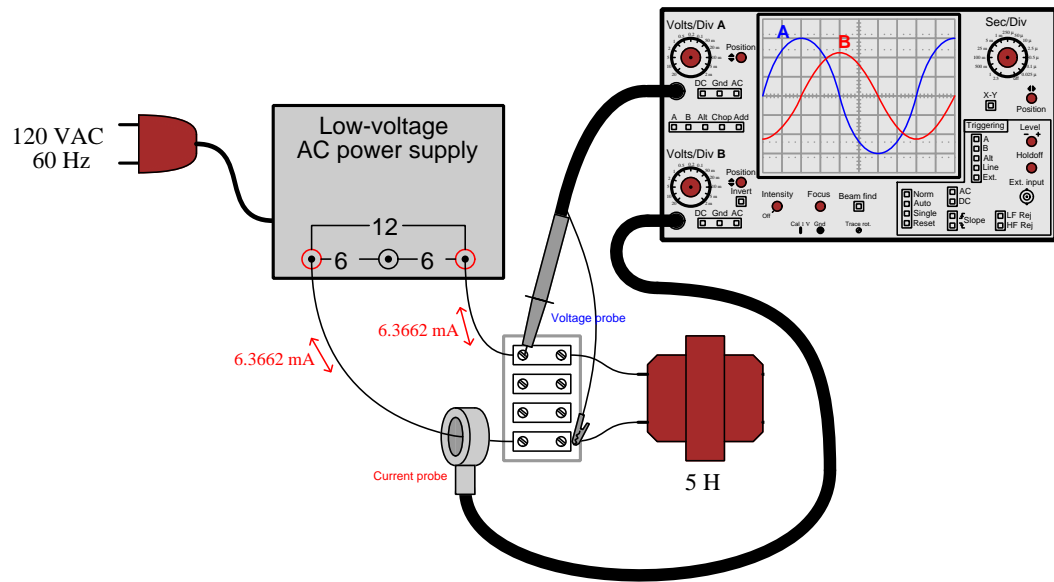 120 VAC
60 Hz
Low-voltage
AC power supply
12
6
6
6.3662 mA
6.3662 mA
Voltage probe
Current probe
5 H
Volts/Div A
Position
DC Gnd AC
A B Alt Chop Add
Volts/Div B
Position
Invert
DC Gnd AC
A
B
Intensity
Off
Focus
Beam find
Cal 1 V Gnd
Trace rot.
Sec/Div
X-Y
Position
Triggering
A
B
Alt
Line
Ext.
Level
Holdoff
Ext. input
Norm
Auto
Single
Reset
AC
DC
Slope
LF Rej
HF Rej